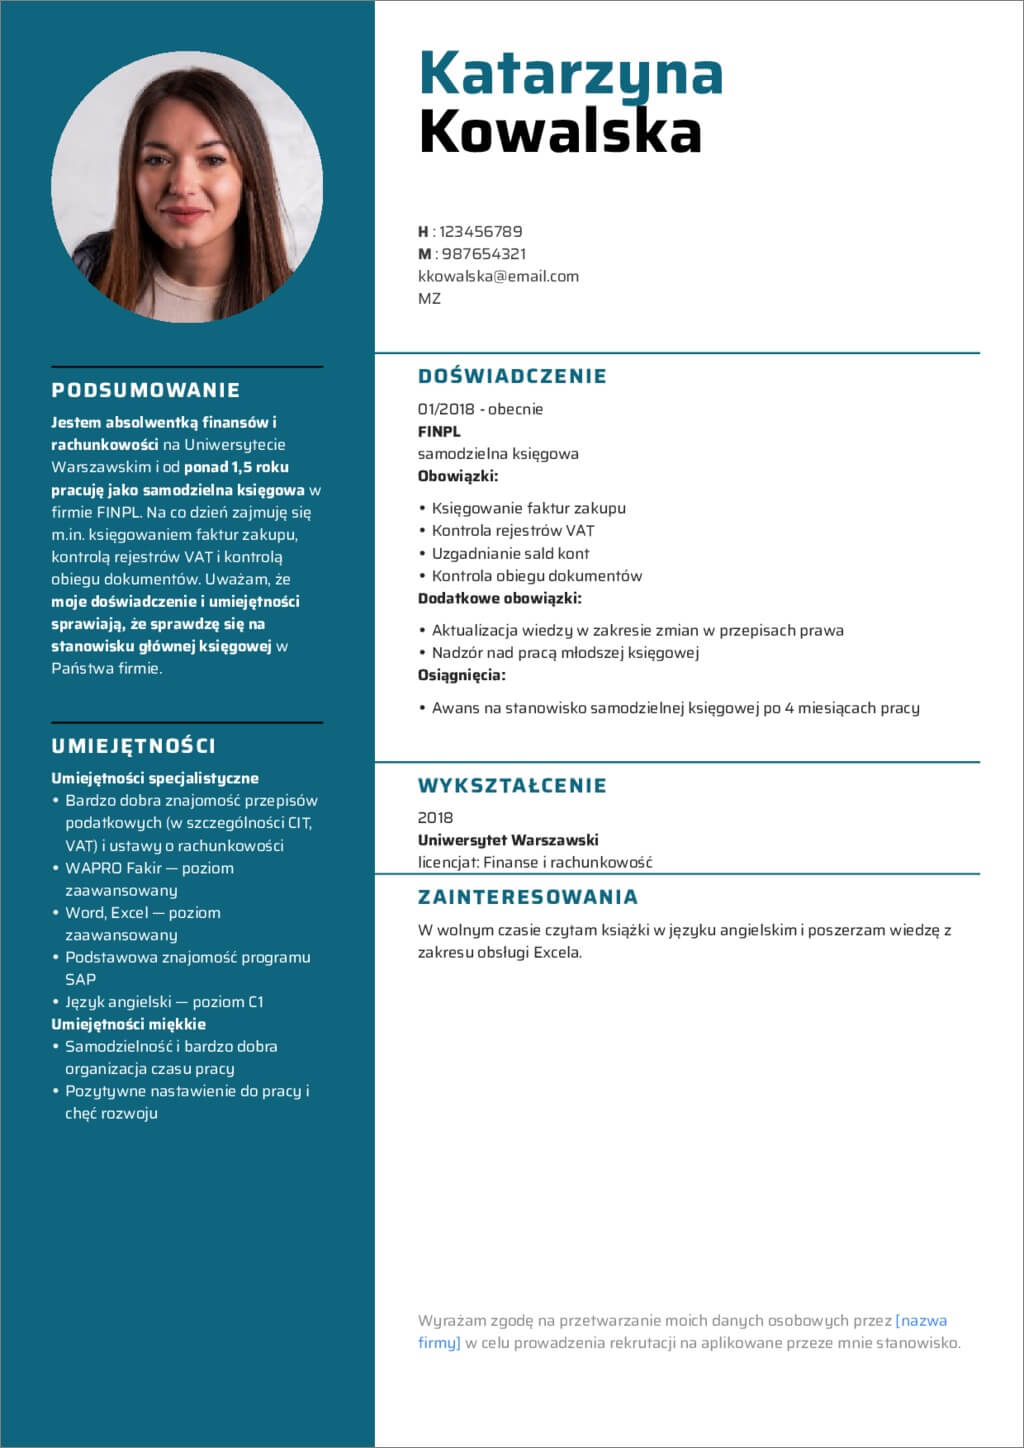 Katarzyna
Kowalska
H : 123456789
M : 987654321
kkowalska@email.com
MZ
PODSUMOWANIE
Jestem absolwentką finansów i
rachunkowości na Uniwersytecie
Warszawskim i od ponad 1,5 roku
pracuję jako samodzielna księgowa w
firmie FINPL. Na co dzień zajmuję się
m.in. księgowaniem faktur zakupu,
kontrolą rejestrów VAT i kontrolą
obiegu dokumentów. Uważam, że
moje doświadczenie i umiejętności
sprawiają, że sprawdzę się na
stanowisku głównej księgowej w
Państwa firmie.
UMIEJĘTNOŚCI
Umiejętności specjalistyczne
• Bardzo dobra znajomość przepisów
podatkowych (w szczególności CIT,
VAT) i ustawy o rachunkowości
• WAPRO Fakir — poziom
zaawansowany
• Word, Excel — poziom
zaawansowany
• Podstawowa znajomość programu
SAP
• Język angielski — poziom C1
Umiejętności miękkie
• Samodzielność i bardzo dobra
organizacja czasu pracy
• Pozytywne nastawienie do pracy i
chęć rozwoju
DOŚWIADCZENIE
01/2018 - obecnie
FINPL
samodzielna księgowa
Obowiązki:
• Księgowanie faktur zakupu
• Kontrola rejestrów VAT
• Uzgadnianie sald kont
• Kontrola obiegu dokumentów
Dodatkowe obowiązki:
• Aktualizacja wiedzy w zakresie zmian w przepisach prawa
• Nadzór nad pracą młodszej księgowej
Osiągnięcia:
• Awans na stanowisko samodzielnej księgowej po 4 miesiącach pracy
WYKSZTAŁCENIE
2018
Uniwersytet Warszawski
licencjat: Finanse i rachunkowość
ZAINTERESOWANIA
W wolnym czasie czytam książki w języku angielskim i poszerzam wiedzę z
zakresu obsługi Excela.
Wyrażam zgodę na przetwarzanie moich danych osobowych przez [nazwa
firmy] w celu prowadzenia rekrutacji na aplikowane przeze mnie stanowisko.